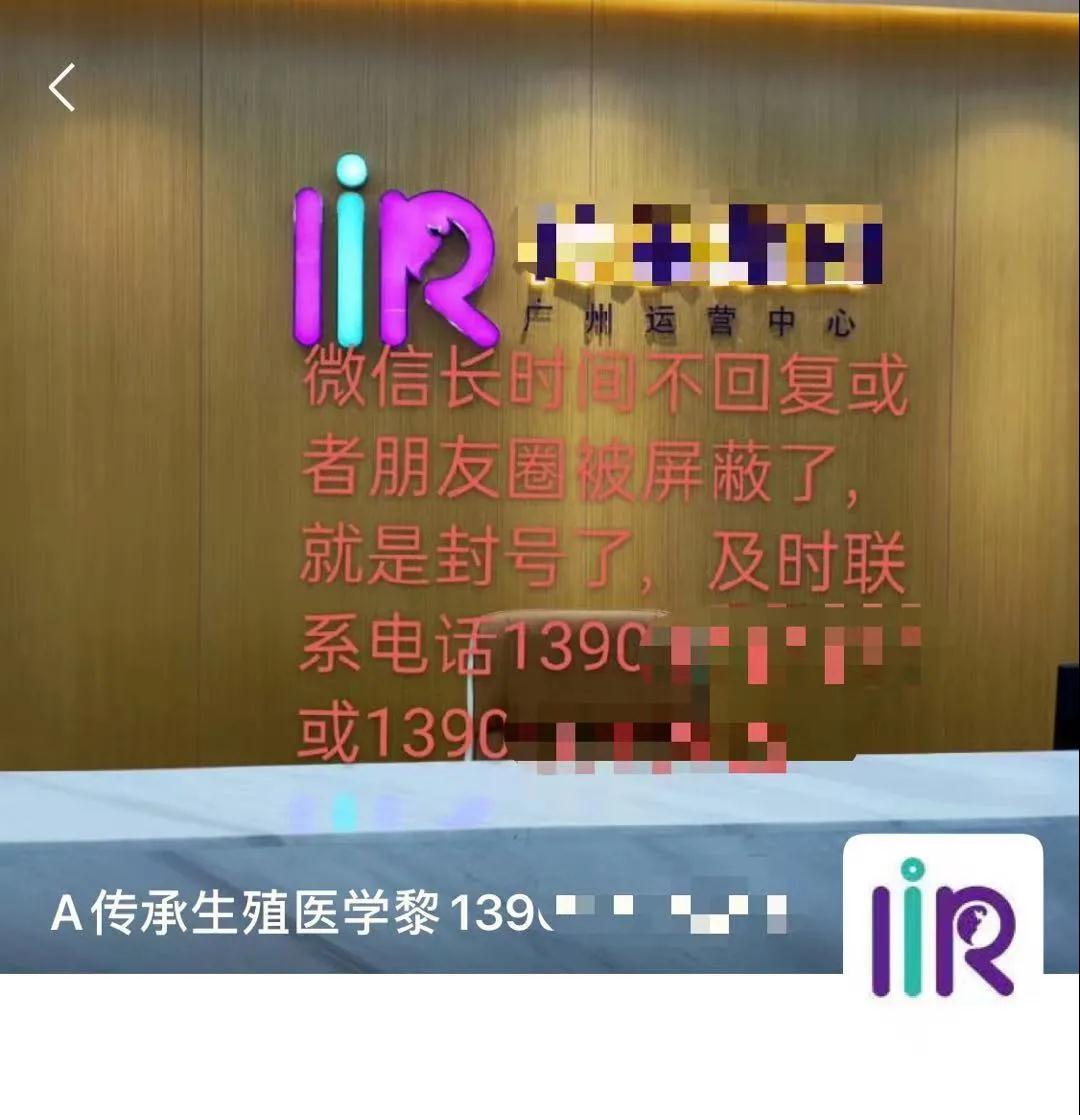 IiR
广州运营中心
微信长时间不回复或
者朋友圈被屏蔽了，
就是封号了，及时联
系电话1390
或1390
A传承生殖医学黎139
IiR